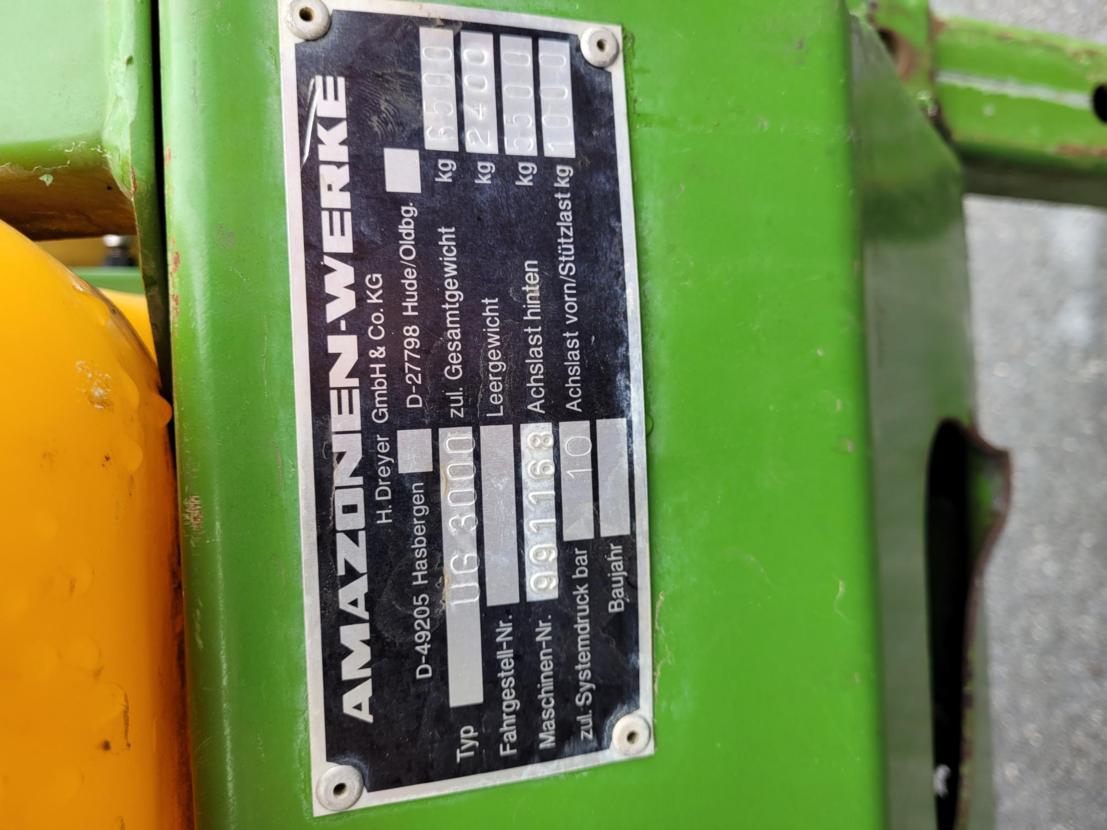 AMAZONEN-WERKE
H. Dreyer GmbH & Co. KG
D-49205 Hasbergen D-27798 Hude/Oldbg.
Typ UG 3000 zul. Gesamtgewicht kg 6500
Fahrgestell-Nr. Leergewicht kg 2400
Maschinen-Nr. 991168 Achslast hinten kg 5500
zul. Systemdruck bar 10 Achslast vorn/Stützlast kg 1000
Baujahr